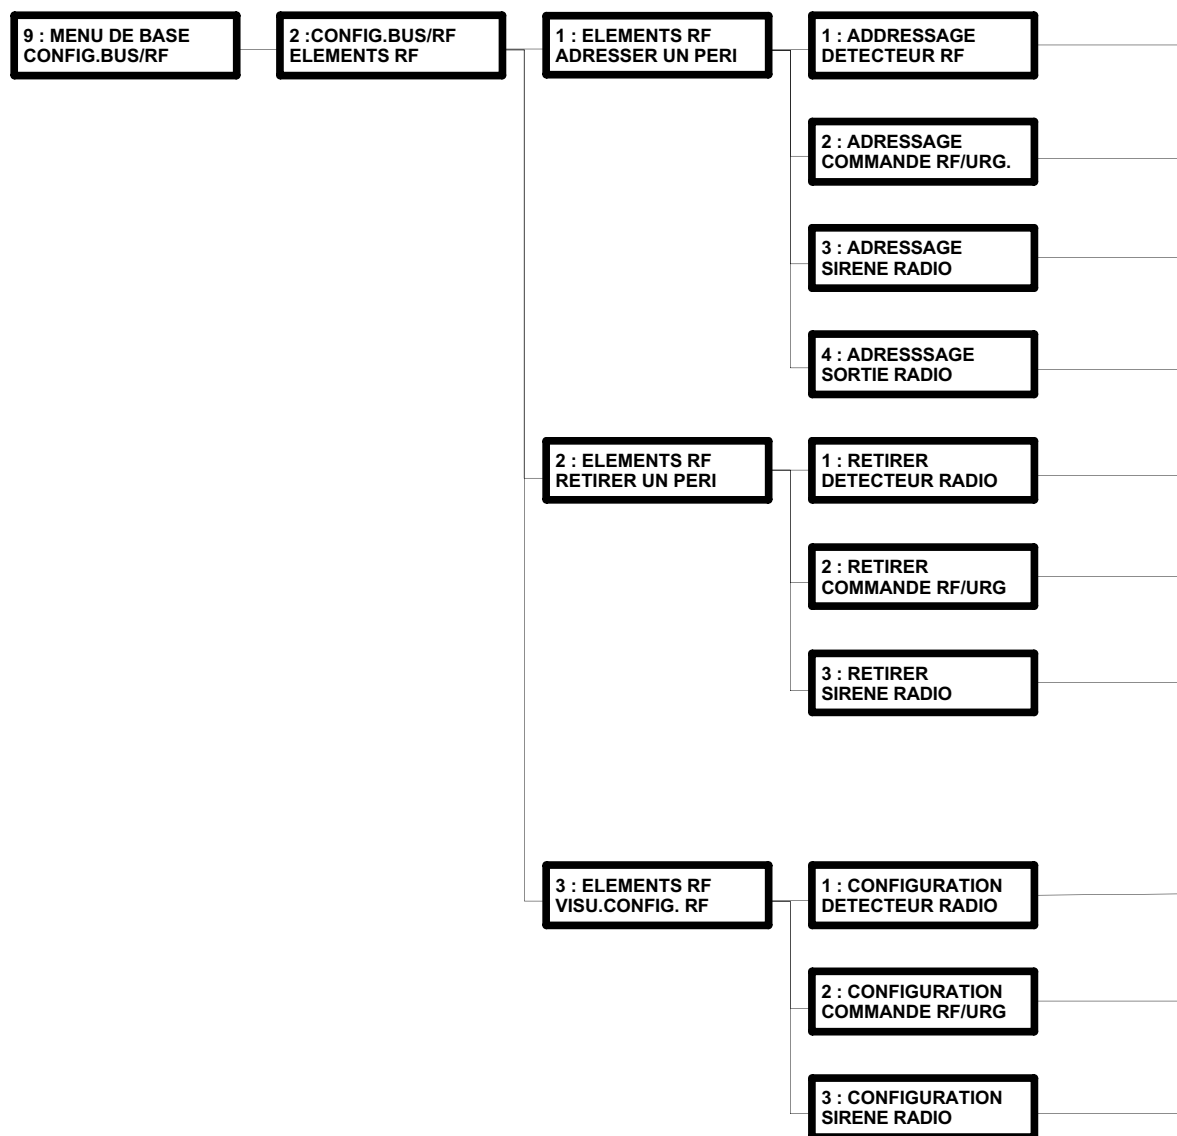 9 : MENU DE BASE
CONFIG.BUS/RF
2 :CONFIG.BUS/RF
ELEMENTS RF
1 : ELEMENTS RF
ADRESSER UN PERI
1 : ADDRESSAGE
DETECTEUR RF
2 : ADRESSAGE
COMMANDE RF/URG.
3 : ADRESSAGE
SIRENE RADIO
4 : ADRESSSAGE
SORTIE RADIO
2 : ELEMENTS RF
RETIRER UN PERI
1 : RETIRER
DETECTEUR RADIO
2 : RETIRER
COMMANDE RF/URG
3 : RETIRER
SIRENE RADIO
3 : ELEMENTS RF
VISU.CONFIG. RF
1 : CONFIGURATION
DETECTEUR RADIO
2 : CONFIGURATION
COMMANDE RF/URG
3 : CONFIGURATION
SIRENE RADIO